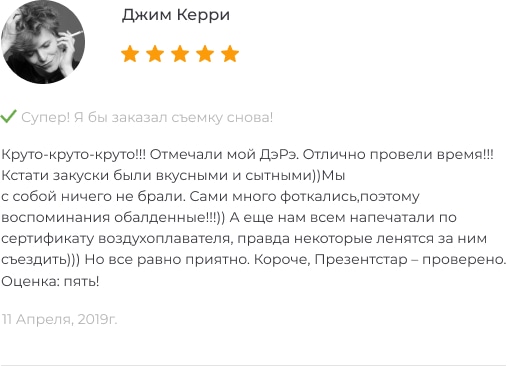 Джим Керри
Супер! Я бы заказал съемку снова!
Круто-круто-круто!!! Отмечали мой ДэРэ. Отлично провели время!!!
Кстати закуски были вкусными и сытными))Мы
с собой ничего не брали. Сами много фоткались,поэтому
воспоминания обалденные!!!)) А еще нам всем напечатали по
сертификату воздухоплавателя, правда некоторые ленятся за ним
съездить))) Но все равно приятно. Короче, Презентстар – проверено.
Оценка: пять!
11 Апреля, 2019г.